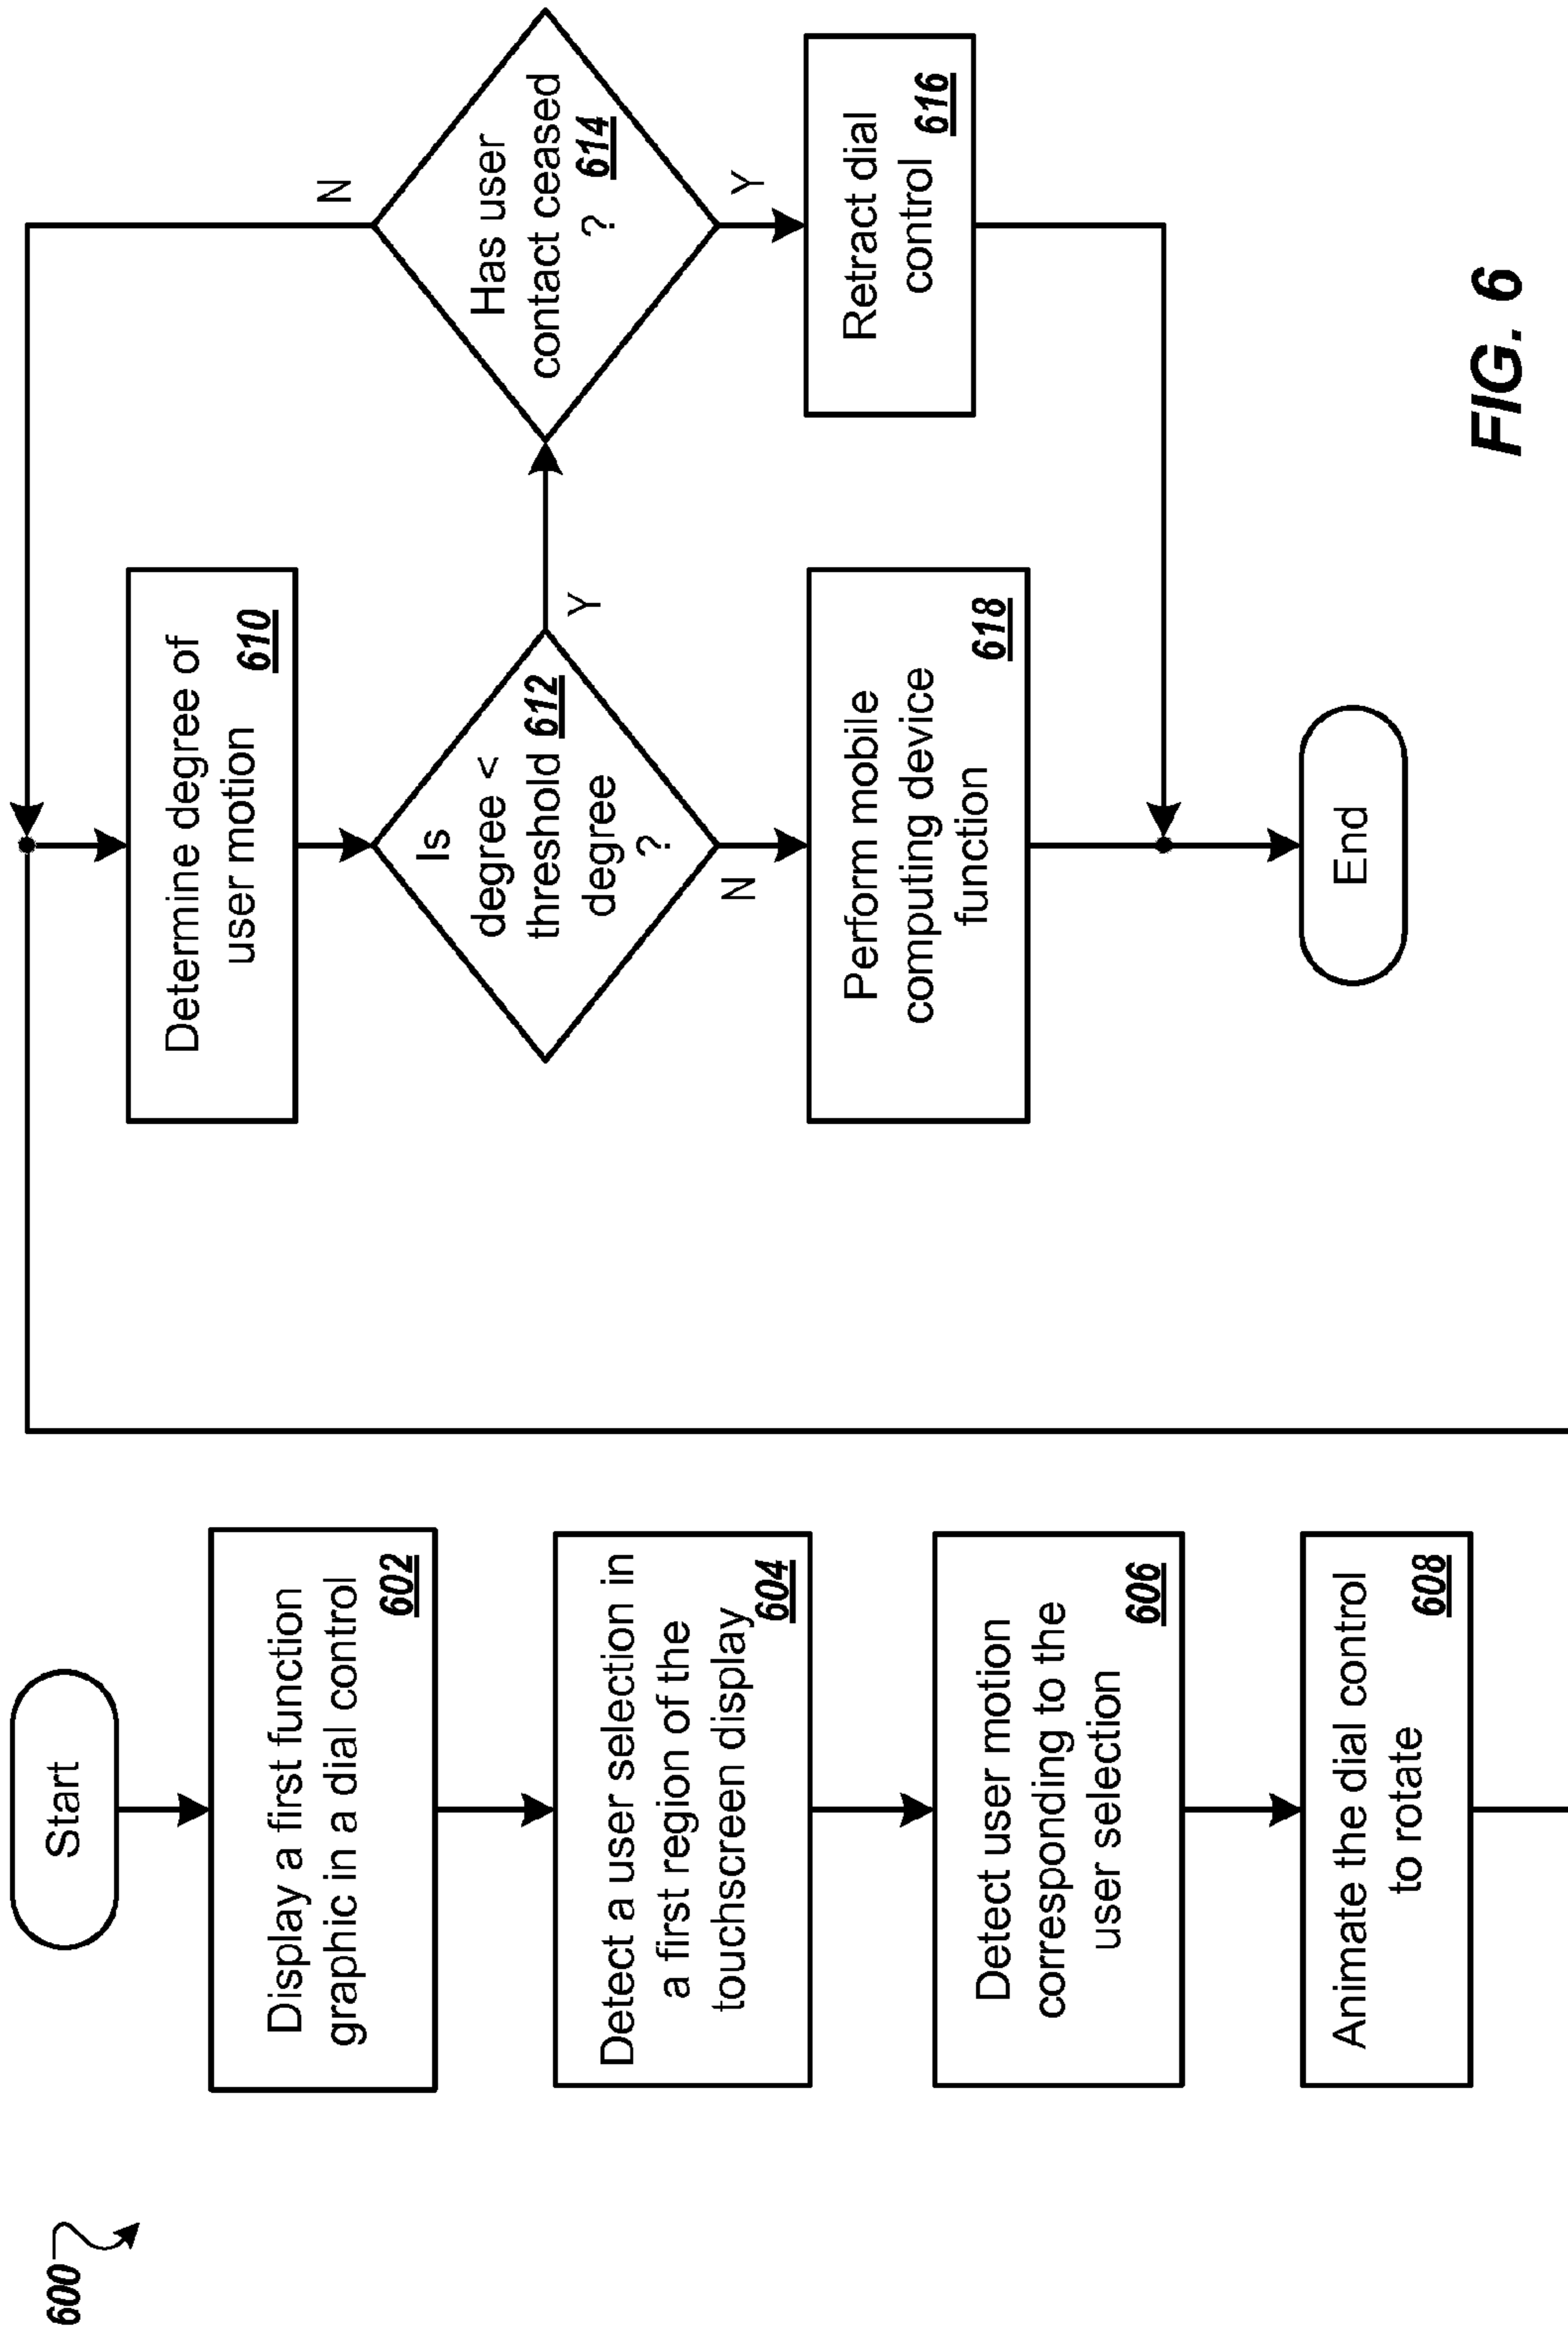 600
Start
Display a first function
graphic in a dial control
602
Detect a user selection in
a first region of the
touchscreen display
604
Detect user motion
corresponding to the
user selection
606
Animate the dial control
to rotate
608
Determine degree of
user motion
610
Is
degree <
threshold 612
degree
?
Y
N
Has user
contact ceased
? 614
N
Y
Retract dial
control 616
Perform mobile
computing device
function
618
End
FIG. 6